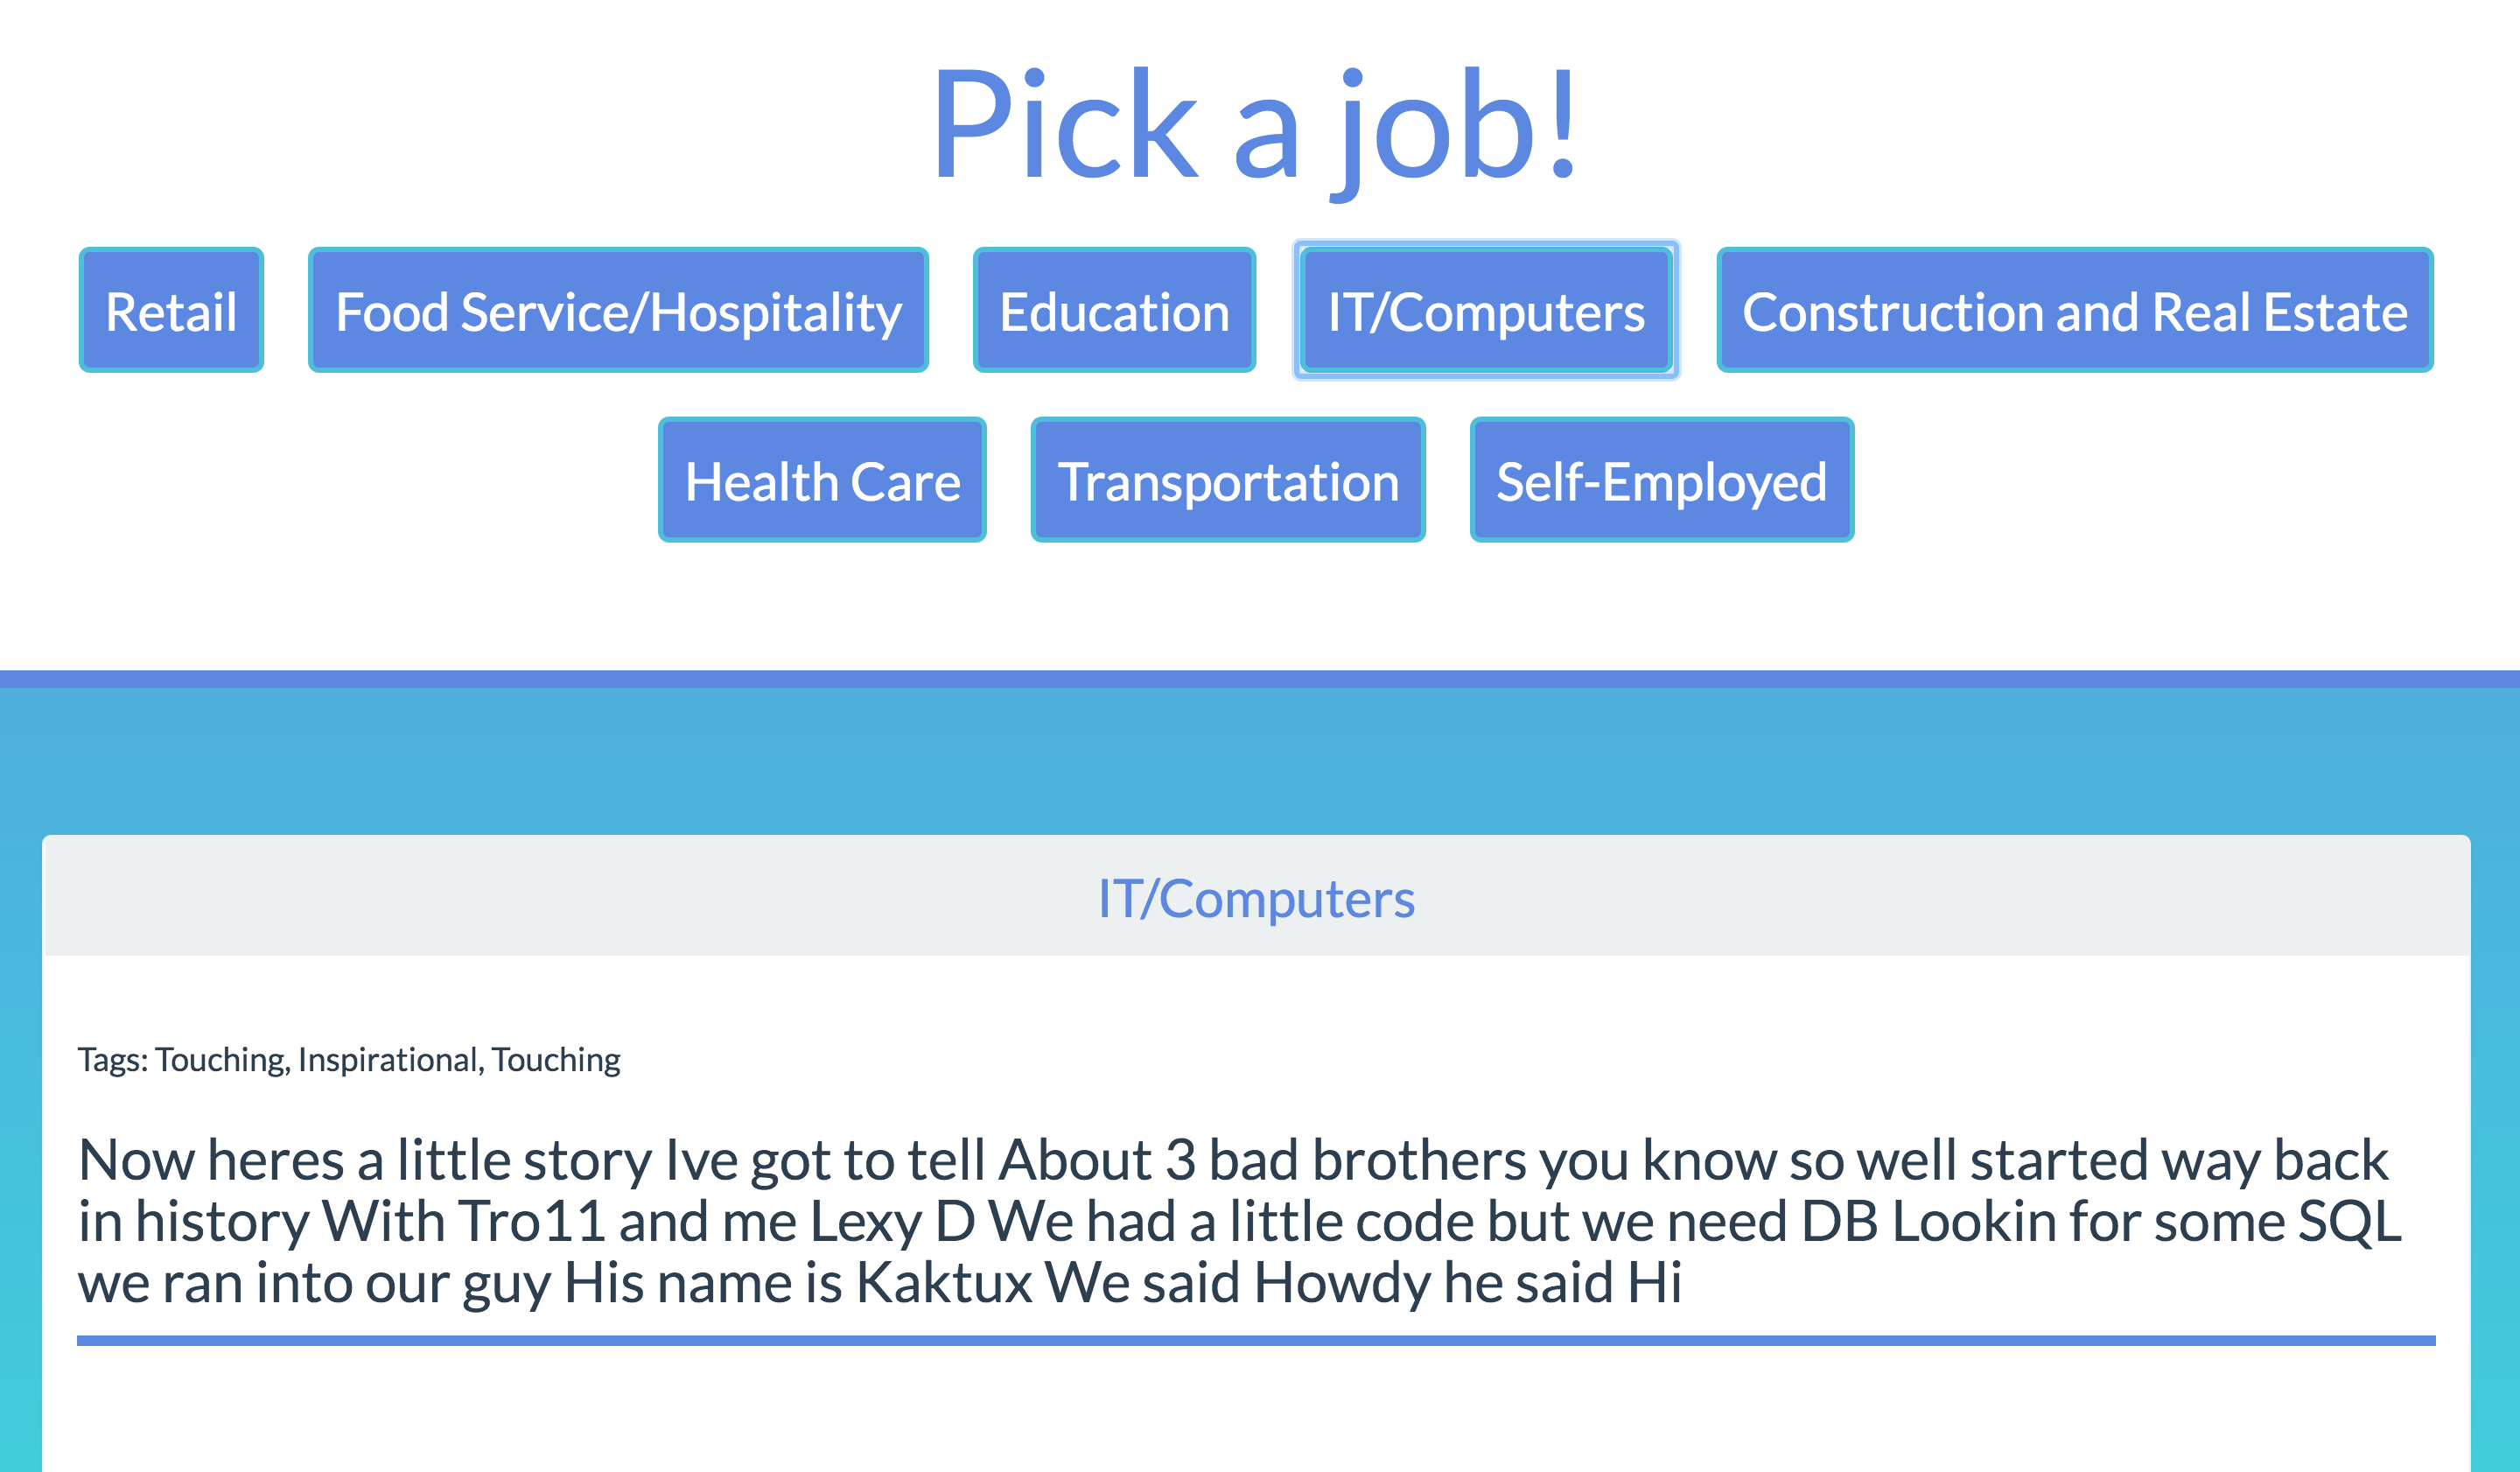 Pick a job!
Retail Food Service/Hospitality Education IT/Computers Construction and Real Estate
Health Care Transportation Self-Employed
IT/Computers
Tags: Touching, Inspirational, Touching
Now heres a little story Ive got to tell About 3 bad brothers you know so well started way back
in history With Tro11 and me Lexy D We had a little code but we need DB Lookin for some SQL
we ran into our guy His name is Kaktux We said Howdy he said Hi